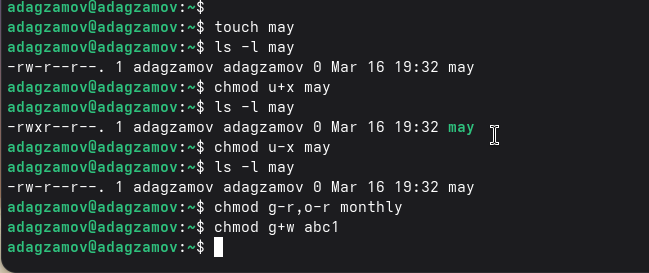 adagzamov@adagzamov:~$
adagzamov@adagzamov:~$ touch may
adagzamov@adagzamov:~$ ls -l may
-rw-r--r--. 1 adagzamov adagzamov 0 Mar 16 19:32 may
adagzamov@adagzamov:~$ chmod u+x may
adagzamov@adagzamov:~$ ls -l may
-rwxr--r--. 1 adagzamov adagzamov 0 Mar 16 19:32 may
adagzamov@adagzamov:~$ chmod u-x may
adagzamov@adagzamov:~$ ls -l may
-rw-r--r--. 1 adagzamov adagzamov 0 Mar 16 19:32 may
adagzamov@adagzamov:~$ chmod g-r,o-r monthly
adagzamov@adagzamov:~$ chmod g+w abc1
adagzamov@adagzamov:~$